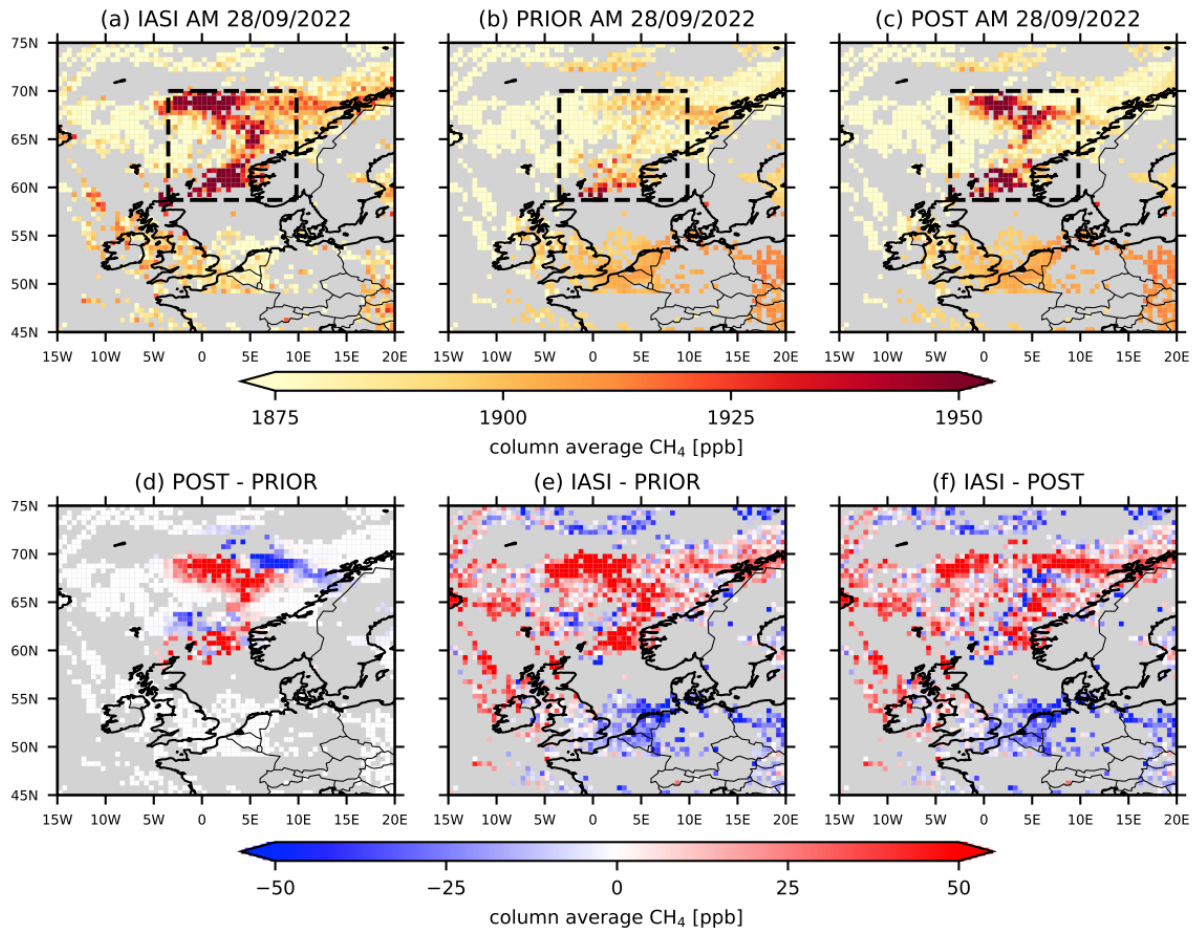 (a) IASI AM 28/09/2022
(b) PRIOR AM 28/09/2022
(c) POST AM 28/09/2022
75N
70N
65N
60N
55N
50N
45N
15W 10W 5W 0 5E 10E 15E 20E
15W 10W 5W 0 5E 10E 15E 20E
15W 10W 5W 0 5E 10E 15E 20E
1875 1900 1925 1950
column average CH₄ [ppb]
(d) POST - PRIOR
(e) IASI - PRIOR
(f) IASI - POST
75N
70N
65N
60N
55N
50N
45N
15W 10W 5W 0 5E 10E 15E 20E
15W 10W 5W 0 5E 10E 15E 20E
15W 10W 5W 0 5E 10E 15E 20E
−50 −25 0 25 50
column average CH₄ [ppb]